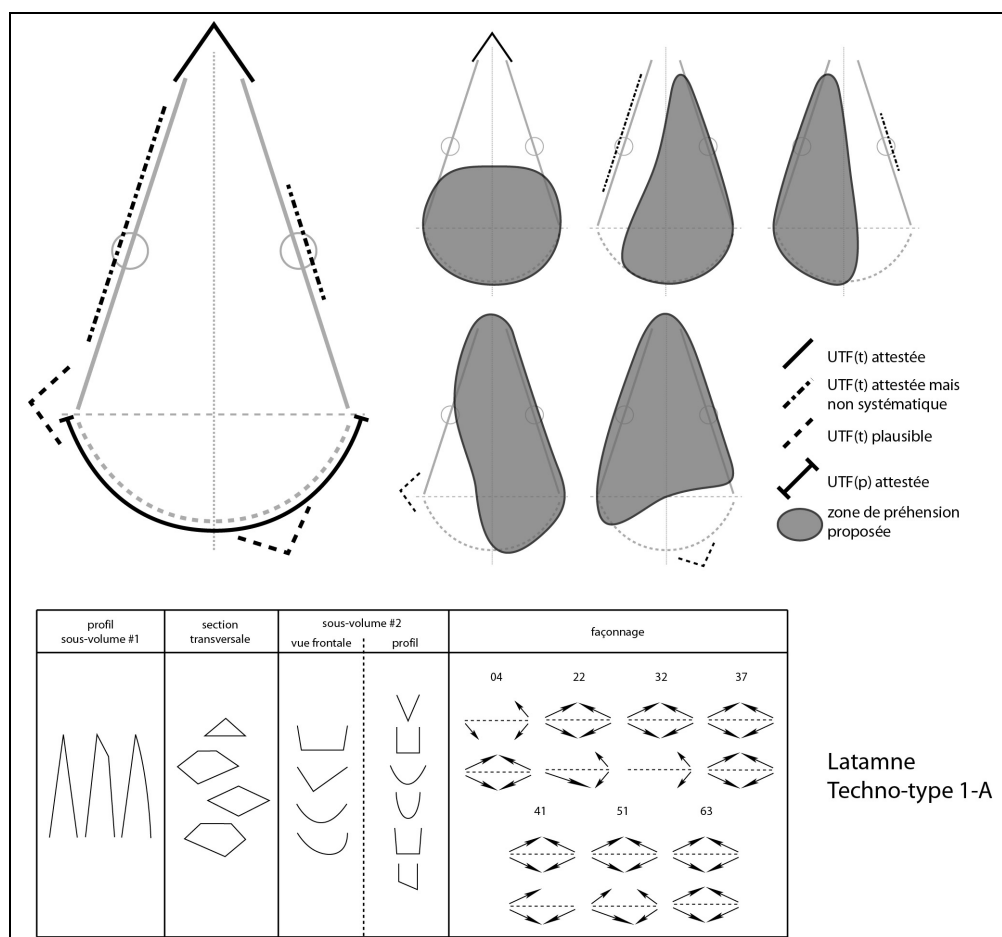 UTF(t) attestée
UTF(t) attestée mais
non systématique
UTF(t) plausible
UTF(p) attestée
zone de préhension
proposée
profil
sous-volume #1
section
transversale
sous-volume #2
vue frontale
profil
façonnage
04 22 32 37
41 51 63
Latamne
Techno-type 1-A